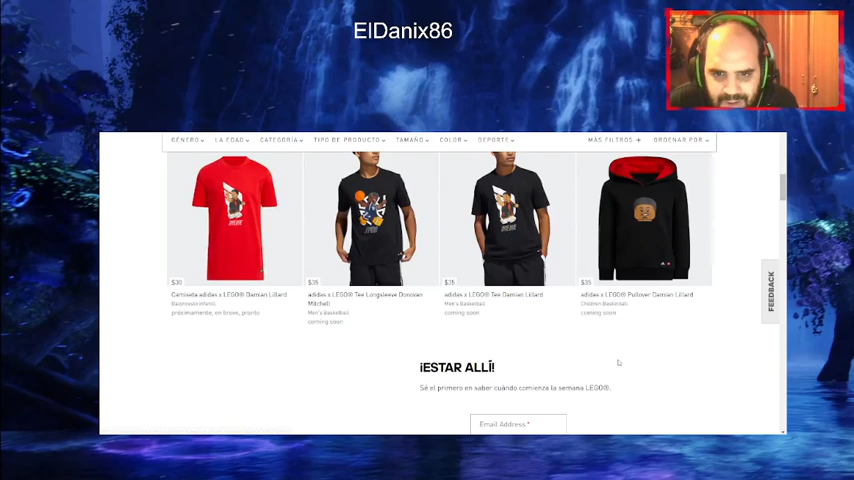 ElDanix86
GÉNERO LA EDAD CATEGORÍA TIPO DE PRODUCTO TAMAÑO COLOR DEPORTE MÁS FILTROS ORDENAR POR
$30
$35
$35
$35
Camiseta adidas x LEGO® Damian Lillard
Baloncesto infantil
próximamente, en breve, pronto
adidas x LEGO® Tee Longsleeve Donovan
Mitchell
Men's Basketball
coming soon
adidas x LEGO® Tee Damian Lillard
Men's Basketball
coming soon
adidas x LEGO® Pullover Damian Lillard
Children Basketball
coming soon
FEEDBACK
¡ESTAR ALLÍ!
Sé el primero en saber cuándo comienza la semana LEGO®.
Email Address *